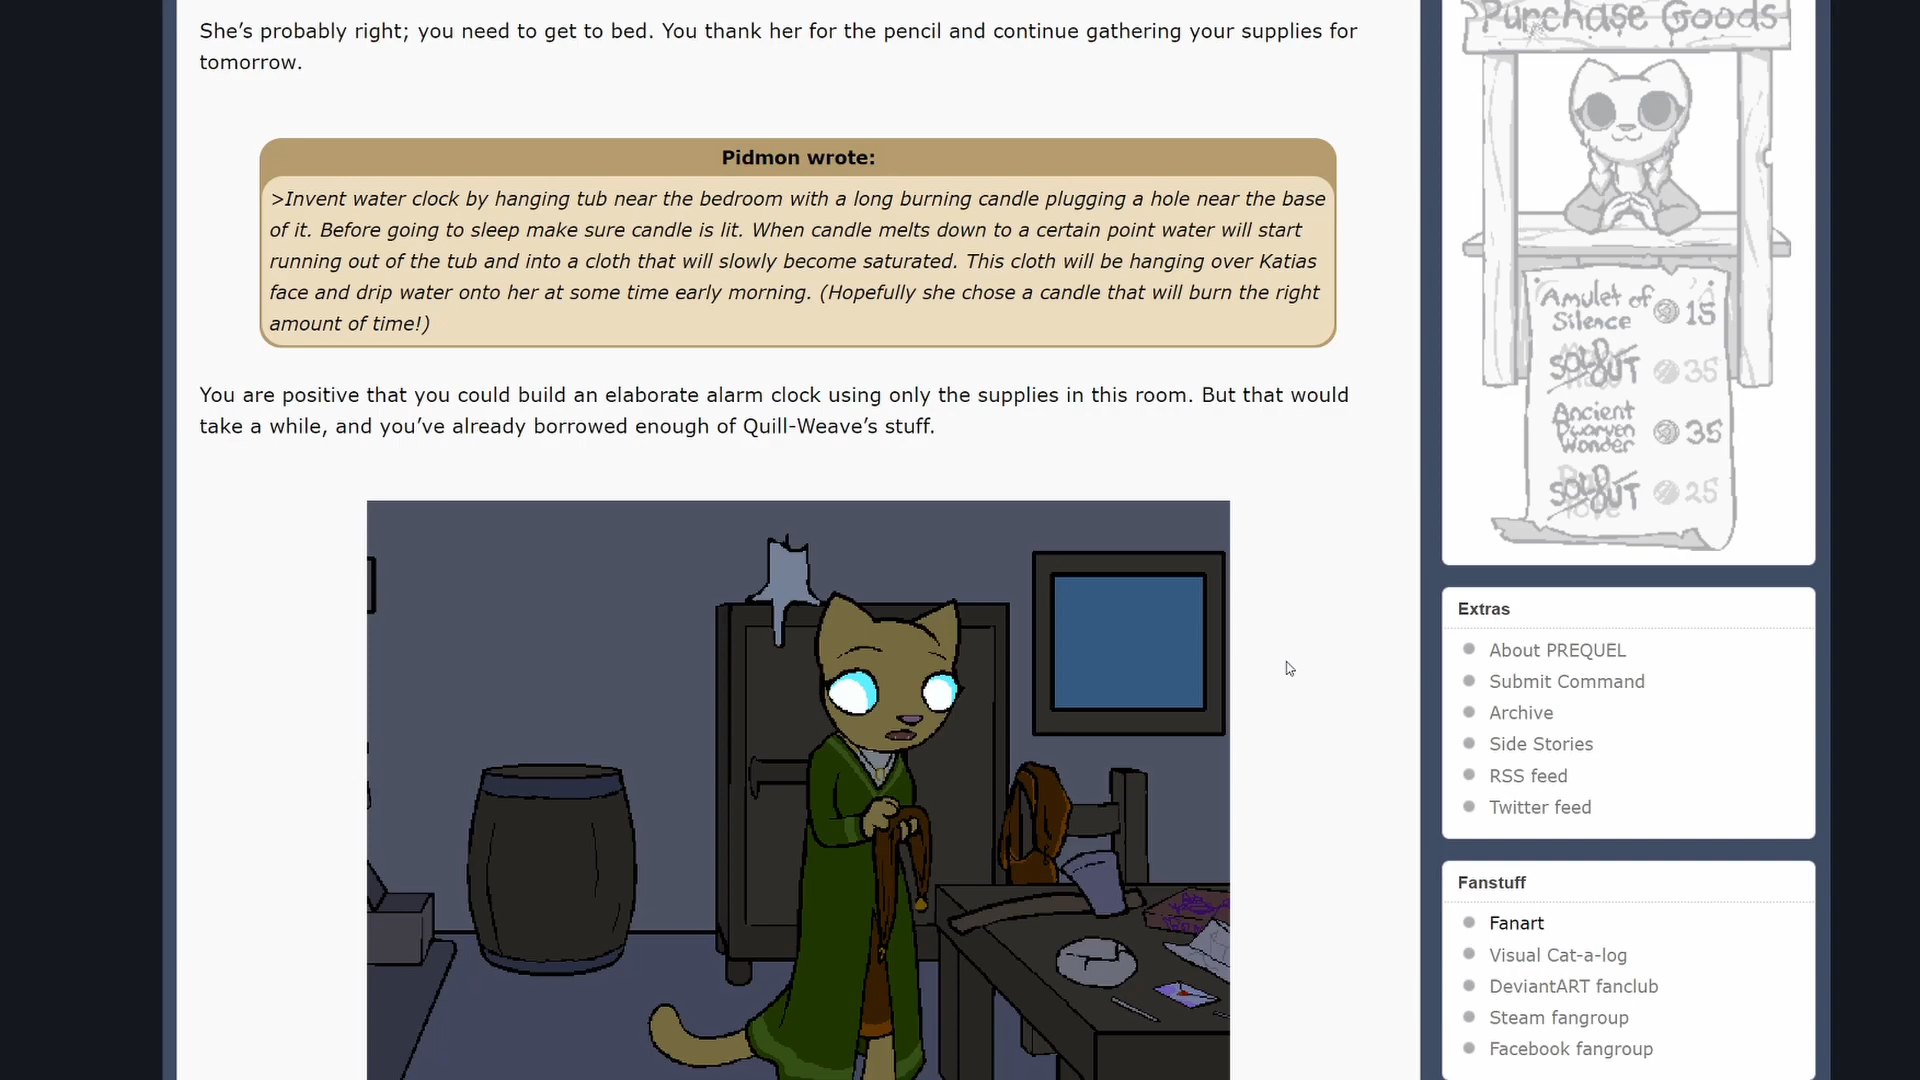 She’s probably right; you need to get to bed. You thank her for the pencil and continue gathering your supplies for
tomorrow.
Pidmon wrote:
>Invent water clock by hanging tub near the bedroom with a long burning candle plugging a hole near the base
of it. Before going to sleep make sure candle is lit. When candle melts down to a certain point water will start
running out of the tub and into a cloth that will slowly become saturated. This cloth will be hanging over Katias
face and drip water onto her at some time early morning. (Hopefully she chose a candle that will burn the right
amount of time!)
You are positive that you could build an elaborate alarm clock using only the supplies in this room. But that would
take a while, and you’ve already borrowed enough of Quill-Weave’s stuff.
Purchase Goods
Amulet of
Silence 15
SOLD
OUT 35
Ancient
Dwarven
Wonder 35
SOLD
OUT 25
Extras
About PREQUEL
Submit Command
Archive
Side Stories
RSS feed
Twitter feed
Fanstuff
Fanart
Visual Cat-a-log
DeviantART fanclub
Steam fangroup
Facebook fangroup